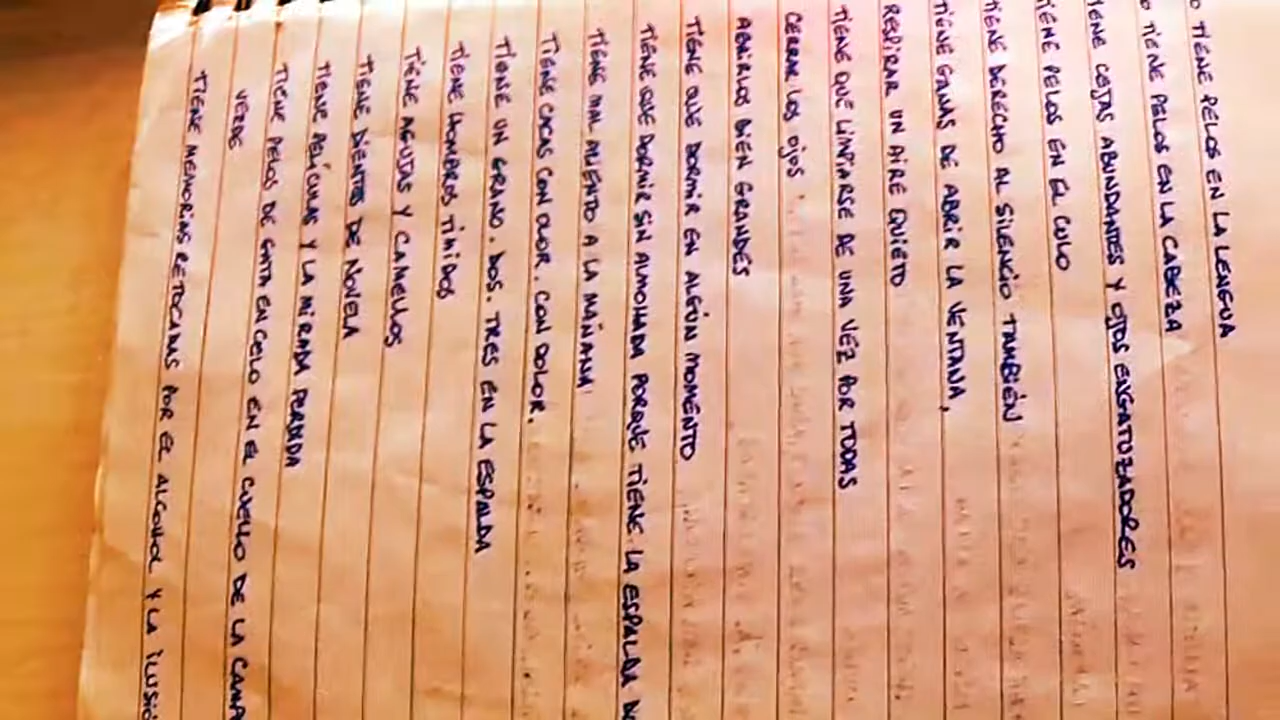 O TIENE PELOS EN LA LENGUA
O TIENE PELOS EN LA CABEZA
TIENE CEJAS ABUNDANTES Y OJOS ENGATUZADORES
TIENE PELOS EN EL CULO
TIENE DERECHO AL SILENCIO TAMBIÉN
TIENE GANAS DE ABRIR LA VENTANA,
RESPIRAR UN AIRE QUIETO
TIENE QUE LIMPIARSE DE UNA VEZ POR TODAS
CERRAR LOS OJOS
ABRIRLOS BIEN GRANDES
TIENE QUE DORMIR EN ALGÚN MOMENTO
TIENE QUE DORMIR SIN ALMOHADA PORQUE TIENE LA ESPALDA
TIENE MAL ALIENTO A LA MAÑANA
TIENE CACAS CON OLOR. CON DOLOR.
TIENE UN GRANO. DOS. TRES EN LA ESPALDA
TIENE HOMBROS TIMIDOS
TIENE AGUJAS Y CAMELLOS
TIENE DIENTES DE NOVELA
TIENE PELÍCULAS Y LA MIRADA PERDIDA
TIENE PELOS DE GATA EN CELO EN EL CUELLO DE LA CAMP
VERDE
TIENE MEMORIAS RETOCADAS POR EL ALCOHOL Y LA ILUSIÓ